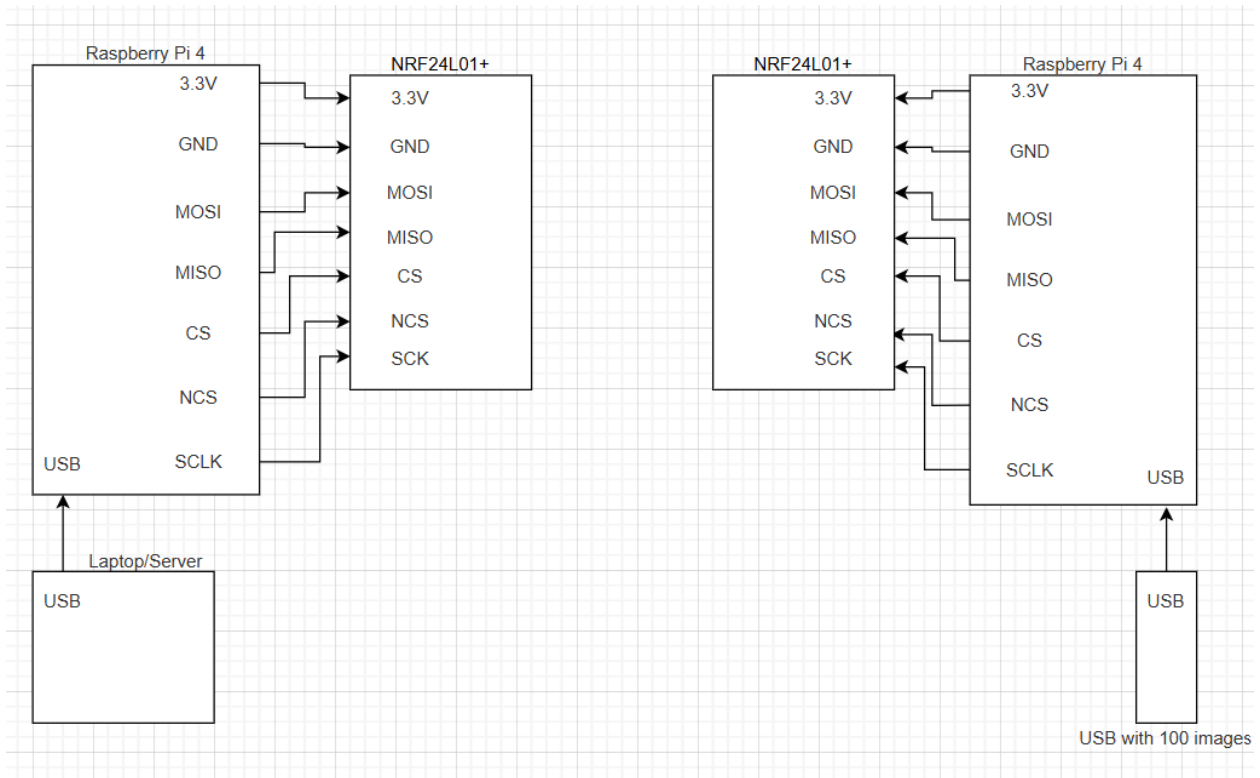 Raspberry Pi 4
3.3V
GND
MOSI
MISO
CS
NCS
SCLK
USB
NRF24L01+
3.3V
GND
MOSI
MISO
CS
NCS
SCK
Laptop/Server
USB
NRF24L01+
3.3V
GND
MOSI
MISO
CS
NCS
SCK
Raspberry Pi 4
3.3V
GND
MOSI
MISO
CS
NCS
SCLK
USB
USB
USB with 100 images